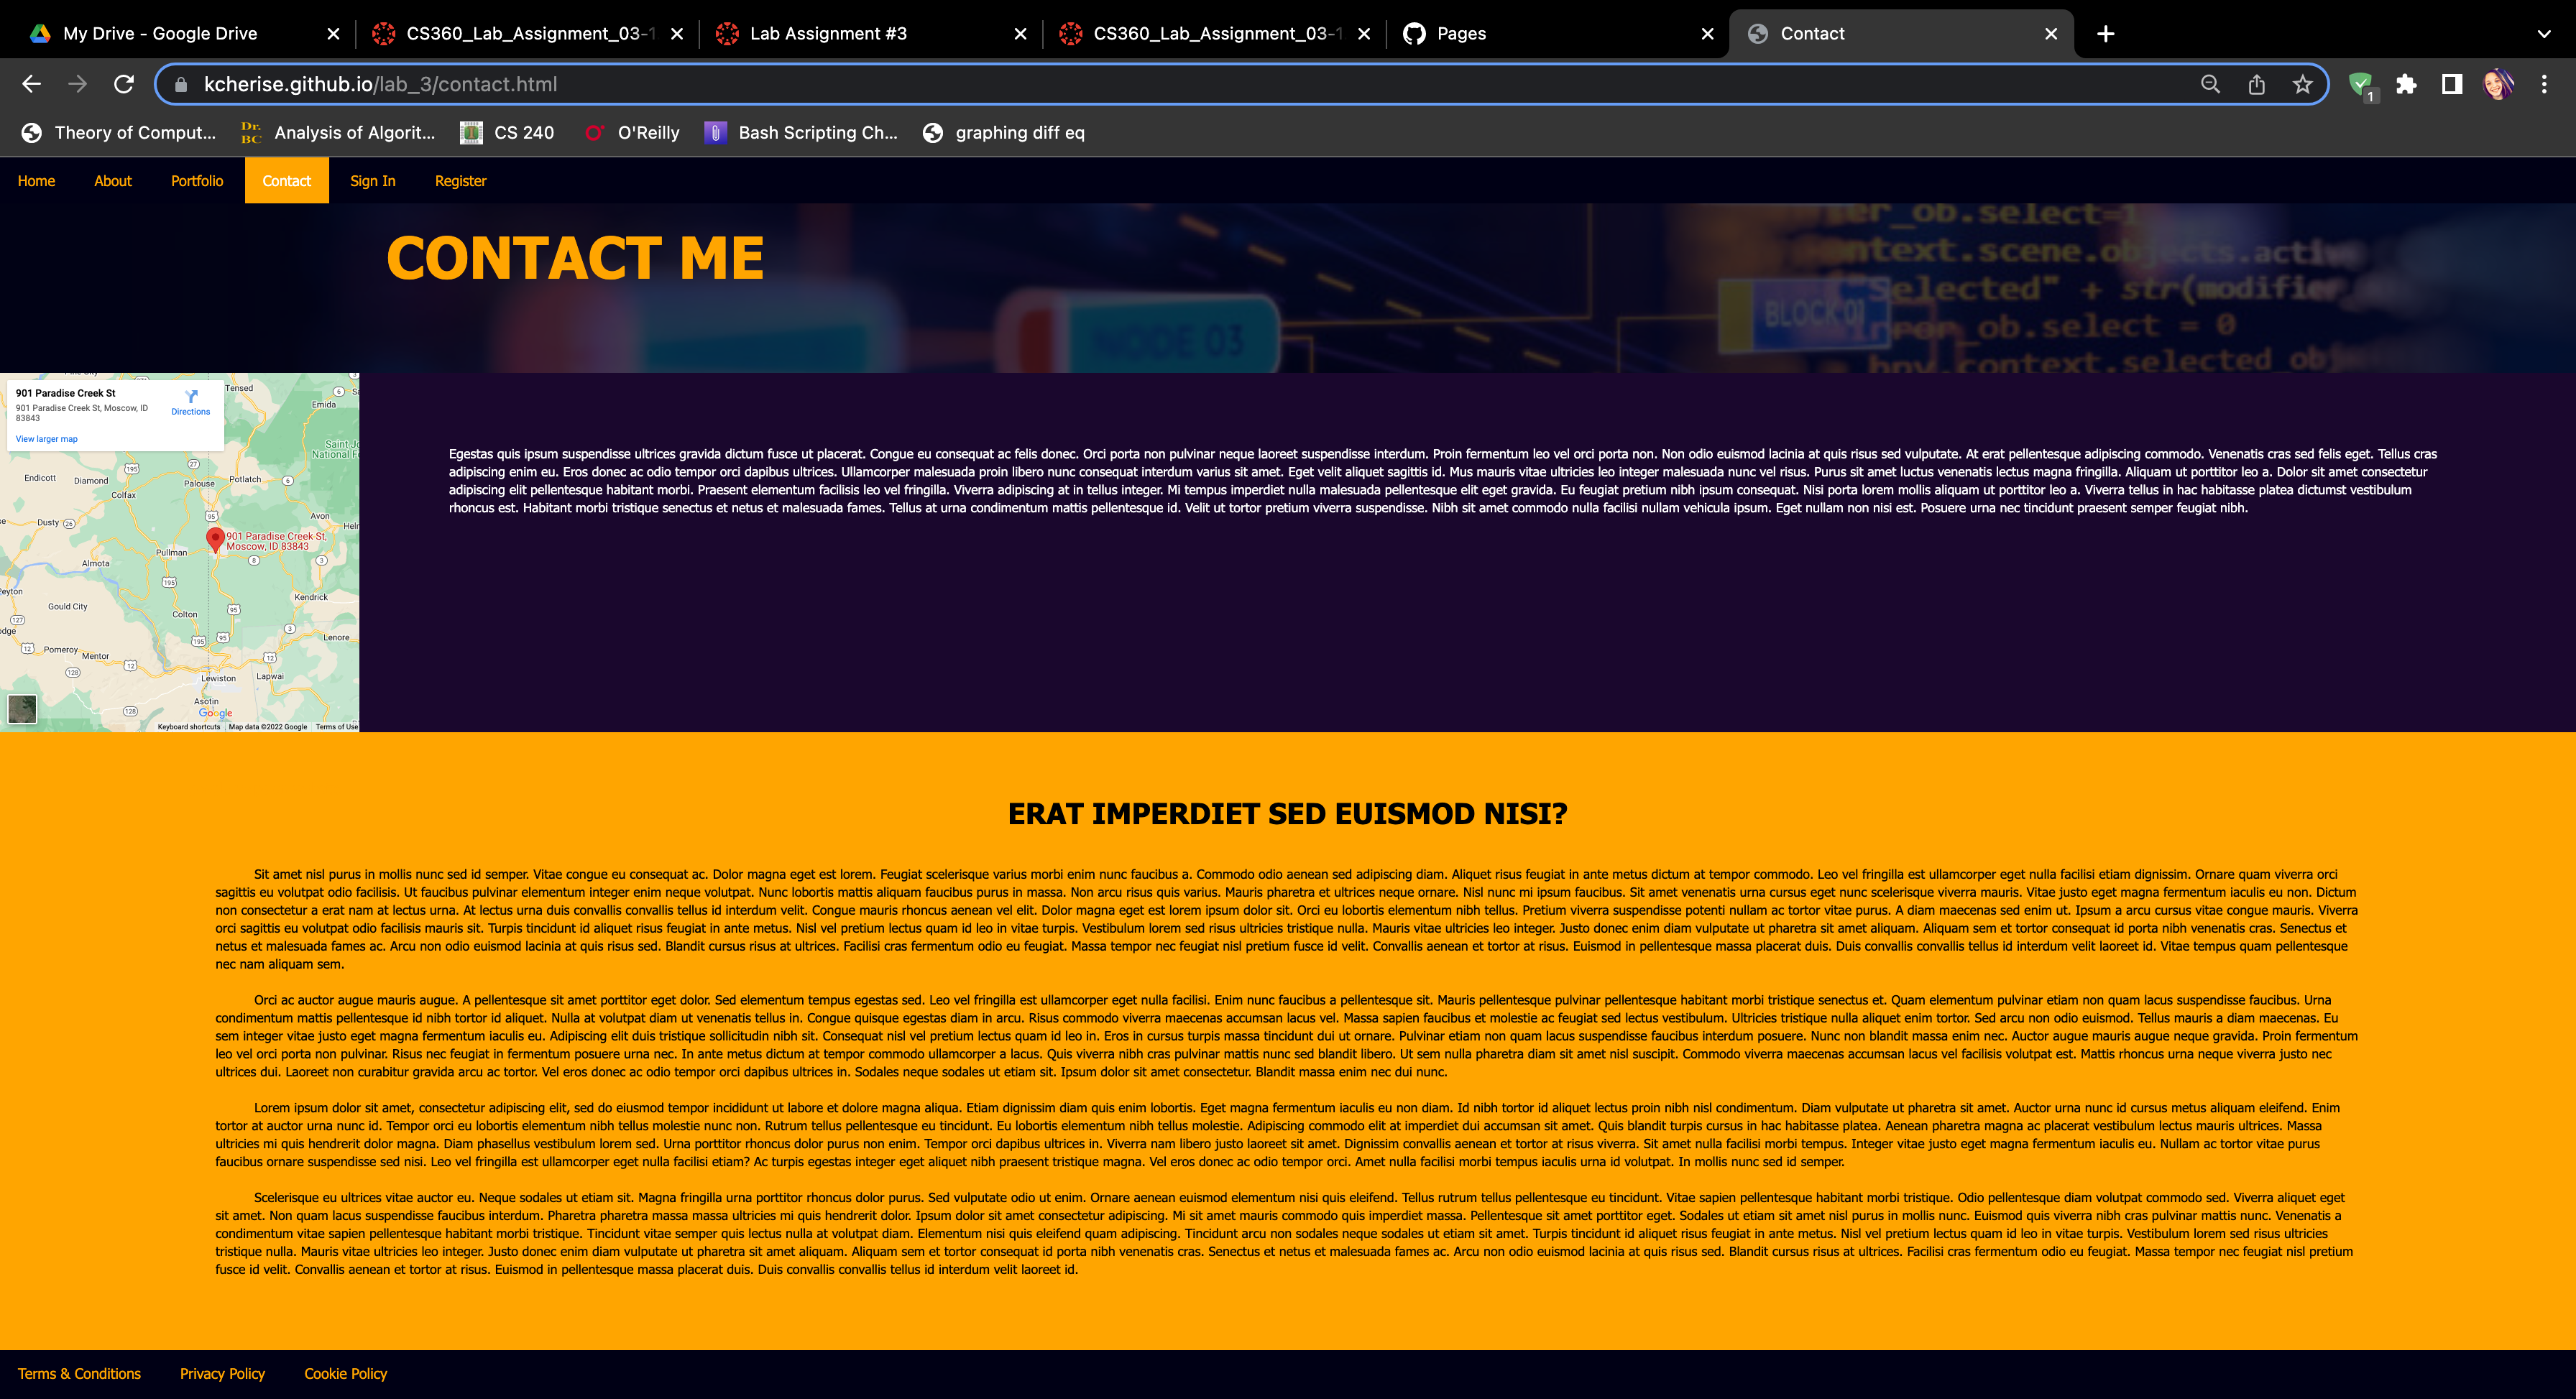 My Drive - Google Drive
CS360_Lab_Assignment_03-1
Lab Assignment #3
CS360_Lab_Assignment_03-1
Pages
Contact
kcherise.github.io/lab_3/contact.html
1
Theory of Comput...
Dr. BC
Analysis of Algorit...
CS 240
O'Reilly
Bash Scripting Ch...
graphing diff eq
Home
About
Portfolio
Contact
Sign In
Register
CONTACT ME
NODE 03
BLOCK 01
ob.select=1
ntext.scene.objects.active
"Selected" + str(modifier
ob.select = 0
bpy.context.selected_obj
901 Paradise Creek St
901 Paradise Creek St, Moscow, ID
83843
Directions
View larger map
Tensed
Emida
Endicott
Diamond
Colfax
Palouse
Potlatch
Dusty
Avon
901 Paradise Creek St,
Moscow, ID 83843
Pullman
Almota
Kendrick
Gould City
Colton
Lenore
Pomeroy
Mentor
Lewiston
Lapwai
Asotin
Google
Keyboard shortcuts
Map data ©2022 Google
Terms of Use
Egestas quis ipsum suspendisse ultrices gravida dictum fusce ut placerat. Congue eu consequat ac felis donec. Orci porta non pulvinar neque laoreet suspendisse interdum. Proin fermentum leo vel orci porta non. Non odio euismod lacinia at quis risus sed vulputate. At erat pellentesque adipiscing commodo. Venenatis cras sed felis eget. Tellus cras
adipiscing enim eu. Eros donec ac odio tempor orci dapibus ultrices. Ullamcorper malesuada proin libero nunc consequat interdum varius sit amet. Eget velit aliquet sagittis id. Mus mauris vitae ultricies leo integer malesuada nunc vel risus. Purus sit amet luctus venenatis lectus magna fringilla. Aliquam ut porttitor leo a. Dolor sit amet consectetur
adipiscing elit pellentesque habitant morbi. Praesent elementum facilisis leo vel fringilla. Viverra adipiscing at in tellus integer. Mi tempus imperdiet nulla malesuada pellentesque elit eget gravida. Eu feugiat pretium nibh ipsum consequat. Nisi porta lorem mollis aliquam ut porttitor leo a. Viverra tellus in hac habitasse platea dictumst vestibulum
rhoncus est. Habitant morbi tristique senectus et netus et malesuada fames. Tellus at urna condimentum mattis pellentesque id. Velit ut tortor pretium viverra suspendisse. Nibh sit amet commodo nulla facilisi nullam vehicula ipsum. Eget nullam non nisi est. Posuere urna nec tincidunt praesent semper feugiat nibh.
ERAT IMPERDIET SED EUISMOD NISI?
Sit amet nisl purus in mollis nunc sed id semper. Vitae congue eu consequat ac. Dolor magna eget est lorem. Feugiat scelerisque varius morbi enim nunc faucibus a. Commodo odio aenean sed adipiscing diam. Aliquet risus feugiat in ante metus dictum at tempor commodo. Leo vel fringilla est ullamcorper eget nulla facilisi etiam dignissim. Ornare quam viverra orci
sagittis eu volutpat odio facilisis. Ut faucibus pulvinar elementum integer enim neque volutpat. Nunc lobortis mattis aliquam faucibus purus in massa. Non arcu risus quis varius. Mauris pharetra et ultrices neque ornare. Nisl nunc mi ipsum faucibus. Sit amet venenatis urna cursus eget nunc scelerisque viverra mauris. Vitae justo eget magna fermentum iaculis eu non. Dictum
non consectetur a erat nam at lectus urna. At lectus urna duis convallis convallis tellus id interdum velit. Congue mauris rhoncus aenean vel elit. Dolor magna eget est lorem ipsum dolor sit. Orci eu lobortis elementum nibh tellus. Pretium viverra suspendisse potenti nullam ac tortor vitae purus. A diam maecenas sed enim ut. Ipsum a arcu cursus vitae congue mauris. Viverra
orci sagittis eu volutpat odio facilisis mauris sit. Turpis tincidunt id aliquet risus feugiat in ante metus. Nisl vel pretium lectus quam id leo in vitae turpis. Vestibulum lorem sed risus ultricies tristique nulla. Mauris vitae ultricies leo integer. Justo donec enim diam vulputate ut pharetra sit amet aliquam. Aliquam sem et tortor consequat id porta nibh venenatis cras. Senectus et
netus et malesuada fames ac. Arcu non odio euismod lacinia at quis risus sed. Blandit cursus risus at ultrices. Facilisi cras fermentum odio eu feugiat. Massa tempor nec feugiat nisl pretium fusce id velit. Convallis aenean et tortor at risus. Euismod in pellentesque massa placerat duis. Duis convallis convallis tellus id interdum velit laoreet id. Vitae tempus quam pellentesque
nec nam aliquam sem.
Orci ac auctor augue mauris augue. A pellentesque sit amet porttitor eget dolor. Sed elementum tempus egestas sed. Leo vel fringilla est ullamcorper eget nulla facilisi. Enim nunc faucibus a pellentesque sit. Mauris pellentesque pulvinar pellentesque habitant morbi tristique senectus et. Quam elementum pulvinar etiam non quam lacus suspendisse faucibus. Urna
condimentum mattis pellentesque id nibh tortor id aliquet. Nulla at volutpat diam ut venenatis tellus in. Congue quisque egestas diam in arcu. Risus commodo viverra maecenas accumsan lacus vel. Massa sapien faucibus et molestie ac feugiat sed lectus vestibulum. Ultricies tristique nulla aliquet enim tortor. Sed arcu non odio euismod. Tellus mauris a diam maecenas. Eu
sem integer vitae justo eget magna fermentum iaculis eu. Adipiscing elit duis tristique sollicitudin nibh sit. Consequat nisl vel pretium lectus quam id leo in. Eros in cursus turpis massa tincidunt dui ut ornare. Pulvinar etiam non quam lacus suspendisse faucibus interdum posuere. Nunc non blandit massa enim nec. Auctor augue mauris augue neque gravida. Proin fermentum
leo vel orci porta non pulvinar. Risus nec feugiat in fermentum posuere urna nec. In ante metus dictum at tempor commodo ullamcorper a lacus. Quis viverra nibh cras pulvinar mattis nunc sed blandit libero. Ut sem nulla pharetra diam sit amet nisl suscipit. Commodo viverra maecenas accumsan lacus vel facilisis volutpat est. Mattis rhoncus urna neque viverra justo nec
ultrices dui. Laoreet non curabitur gravida arcu ac tortor. Vel eros donec ac odio tempor orci dapibus ultrices in. Sodales neque sodales ut etiam sit. Ipsum dolor sit amet consectetur. Blandit massa enim nec dui nunc.
Lorem ipsum dolor sit amet, consectetur adipiscing elit, sed do eiusmod tempor incididunt ut labore et dolore magna aliqua. Etiam dignissim diam quis enim lobortis. Eget magna fermentum iaculis eu non diam. Id nibh tortor id aliquet lectus proin nibh nisl condimentum. Diam vulputate ut pharetra sit amet. Auctor urna nunc id cursus metus aliquam eleifend. Enim
tortor at auctor urna nunc id. Tempor orci eu lobortis elementum nibh tellus molestie nunc non. Rutrum tellus pellentesque eu tincidunt. Eu lobortis elementum nibh tellus molestie. Adipiscing commodo elit at imperdiet dui accumsan sit amet. Quis blandit turpis cursus in hac habitasse platea. Aenean pharetra magna ac placerat vestibulum lectus mauris ultrices. Massa
ultricies mi quis hendrerit dolor magna. Diam phasellus vestibulum lorem sed. Urna porttitor rhoncus dolor purus non enim. Tempor orci dapibus ultrices in. Viverra nam libero justo laoreet sit amet. Dignissim convallis aenean et tortor at risus viverra. Sit amet nulla facilisi morbi tempus. Integer vitae justo eget magna fermentum iaculis eu. Nullam ac tortor vitae purus
faucibus ornare suspendisse sed nisi. Leo vel fringilla est ullamcorper eget nulla facilisi etiam? Ac turpis egestas integer eget aliquet nibh praesent tristique magna. Vel eros donec ac odio tempor orci. Amet nulla facilisi morbi tempus iaculis urna id volutpat. In mollis nunc sed id semper.
Scelerisque eu ultrices vitae auctor eu. Neque sodales ut etiam sit. Magna fringilla urna porttitor rhoncus dolor purus. Sed vulputate odio ut enim. Ornare aenean euismod elementum nisi quis eleifend. Tellus rutrum tellus pellentesque eu tincidunt. Vitae sapien pellentesque habitant morbi tristique. Odio pellentesque diam volutpat commodo sed. Viverra aliquet eget
sit amet. Non quam lacus suspendisse faucibus interdum. Pharetra pharetra massa massa ultricies mi quis hendrerit dolor. Ipsum dolor sit amet consectetur adipiscing. Mi sit amet mauris commodo quis imperdiet massa. Pellentesque sit amet porttitor eget. Sodales ut etiam sit amet nisl purus in mollis nunc. Euismod quis viverra nibh cras pulvinar mattis nunc. Venenatis a
condimentum vitae sapien pellentesque habitant morbi tristique. Tincidunt vitae semper quis lectus nulla at volutpat diam. Elementum nisi quis eleifend quam adipiscing. Tincidunt arcu non sodales neque sodales ut etiam sit amet. Turpis tincidunt id aliquet risus feugiat in ante metus. Nisl vel pretium lectus quam id leo in vitae turpis. Vestibulum lorem sed risus ultricies
tristique nulla. Mauris vitae ultricies leo integer. Justo donec enim diam vulputate ut pharetra sit amet aliquam. Aliquam sem et tortor consequat id porta nibh venenatis cras. Senectus et netus et malesuada fames ac. Arcu non odio euismod lacinia at quis risus sed. Blandit cursus risus at ultrices. Facilisi cras fermentum odio eu feugiat. Massa tempor nec feugiat nisl pretium
fusce id velit. Convallis aenean et tortor at risus. Euismod in pellentesque massa placerat duis. Duis convallis convallis tellus id interdum velit laoreet id.
Terms & Conditions
Privacy Policy
Cookie Policy